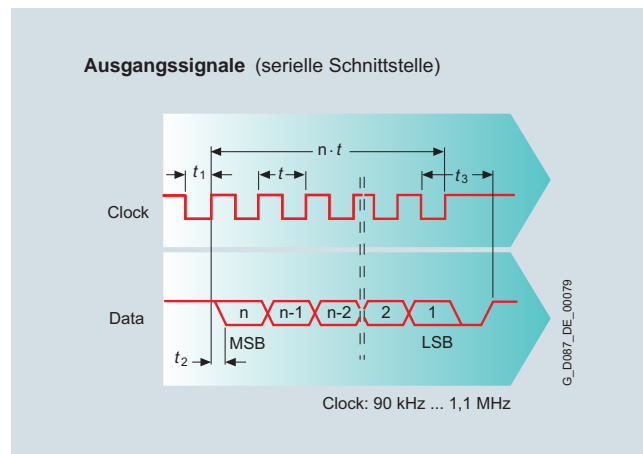 Ausgangssignale (serielle Schnittstelle)
n · t
t1 t t3
Clock
Data n n-1 n-2 2 1
MSB LSB
t2
G_D087_DE_00079
Clock: 90 kHz ... 1,1 MHz